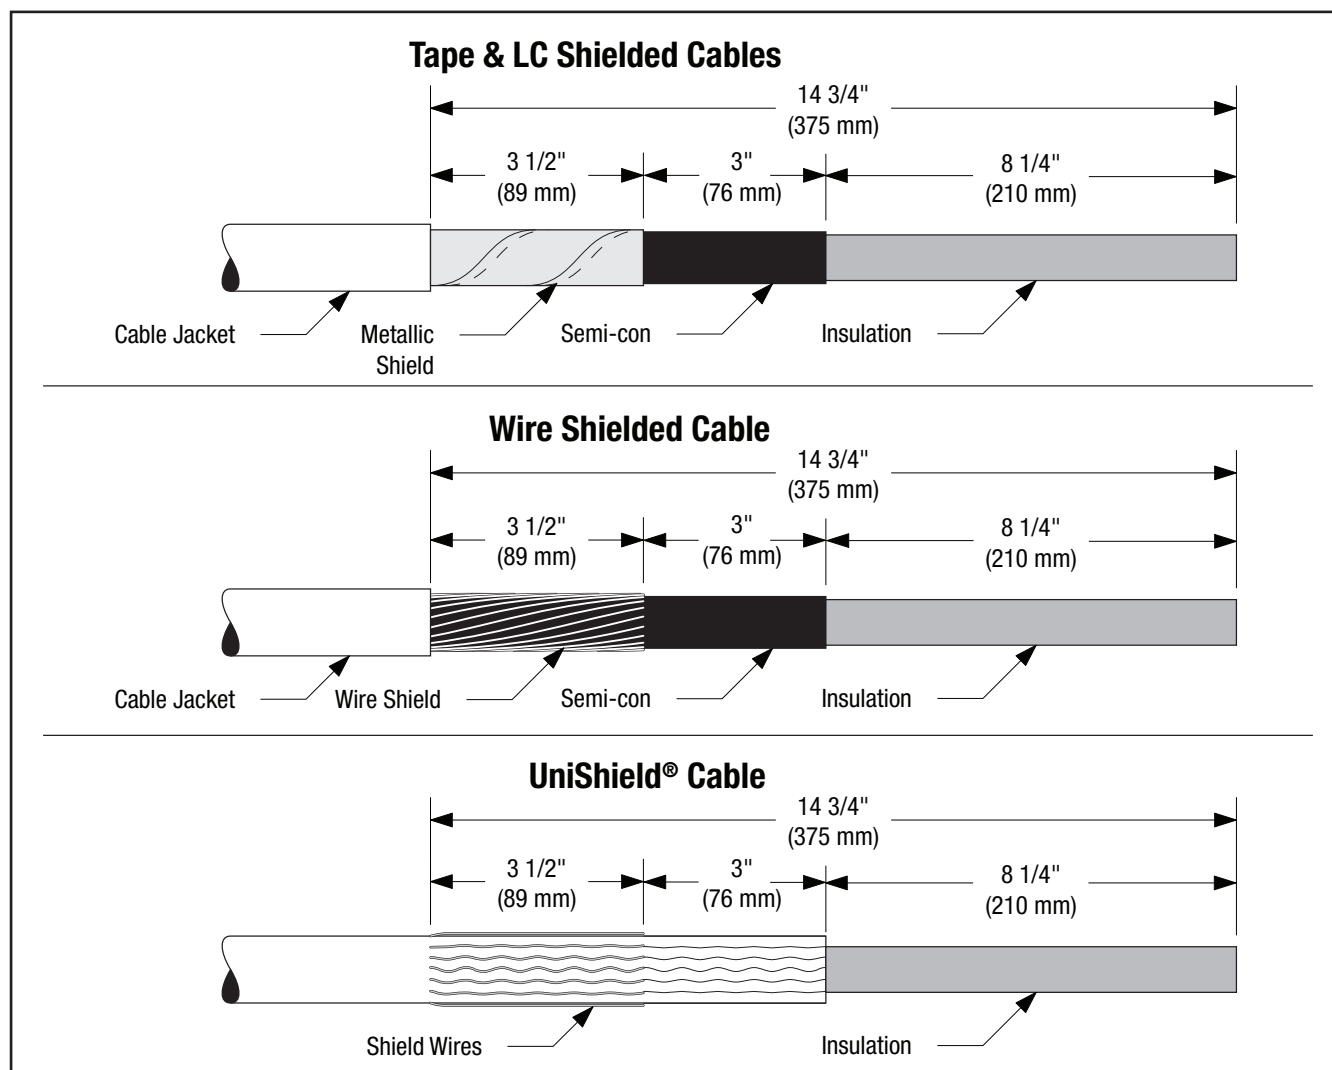 Tape & LC Shielded Cables
14 3/4"
(375 mm)
3 1/2"
(89 mm)
3"
(76 mm)
8 1/4"
(210 mm)
Cable Jacket
Metallic
Shield
Semi-con
Insulation
Wire Shielded Cable
14 3/4"
(375 mm)
3 1/2"
(89 mm)
3"
(76 mm)
8 1/4"
(210 mm)
Cable Jacket
Wire Shield
Semi-con
Insulation
UniShield® Cable
14 3/4"
(375 mm)
3 1/2"
(89 mm)
3"
(76 mm)
8 1/4"
(210 mm)
Shield Wires
Insulation